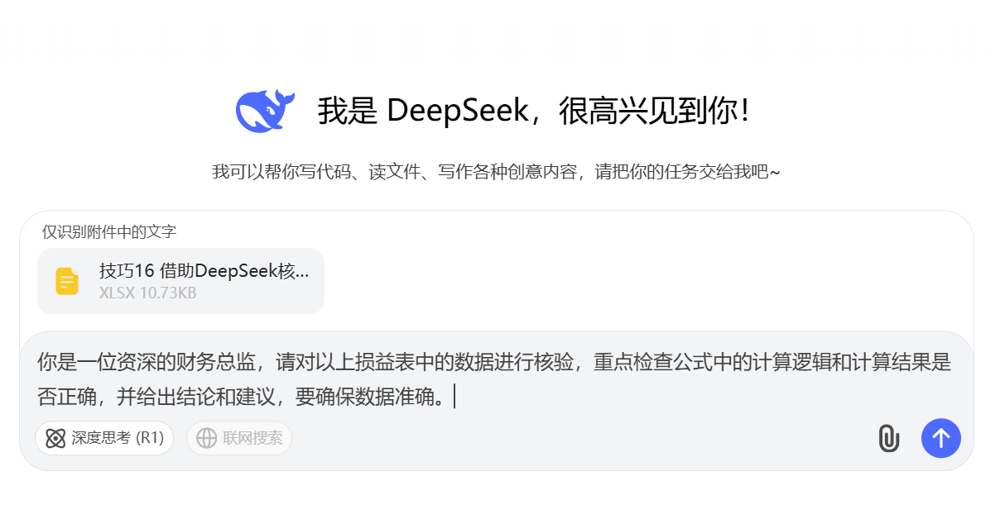 我是 DeepSeek，很高兴见到你！
我可以帮你写代码、读文件、写作各种创意内容，请把你的任务交给我吧~
仅识别附件中的文字
技巧16 借助DeepSeek核...
XLSX 10.73KB
你是一位资深的财务总监，请对以上损益表中的数据进行核验，重点检查公式中的计算逻辑和计算结果是
否正确，并给出结论和建议，要确保数据准确。
深度思考 (R1)
联网搜索